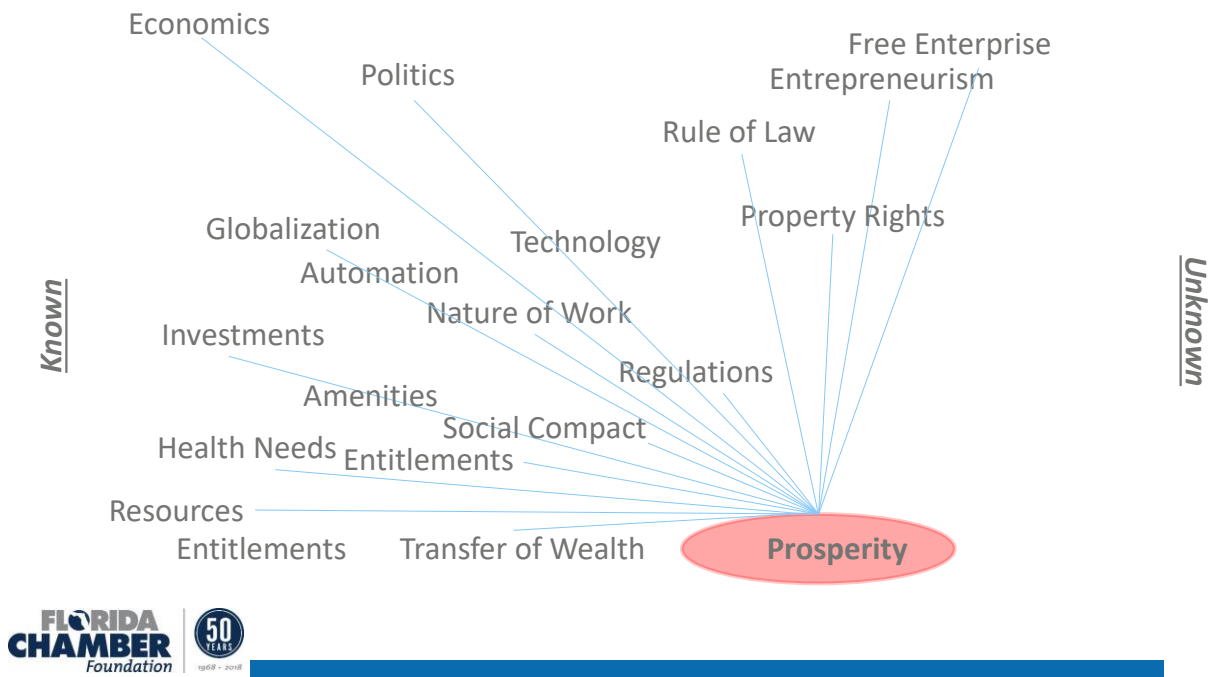 Economics
Free Enterprise
Politics
Entrepreneurism
Rule of Law
Property Rights
Globalization
Technology
Automation
Known
Unknown
Nature of Work
Investments
Regulations
Amenities
Social Compact
Health Needs
Entitlements
Resources
Entitlements
Transfer of Wealth
Prosperity
FLORIDA
CHAMBER
Foundation
50
YEARS
1968 - 2018